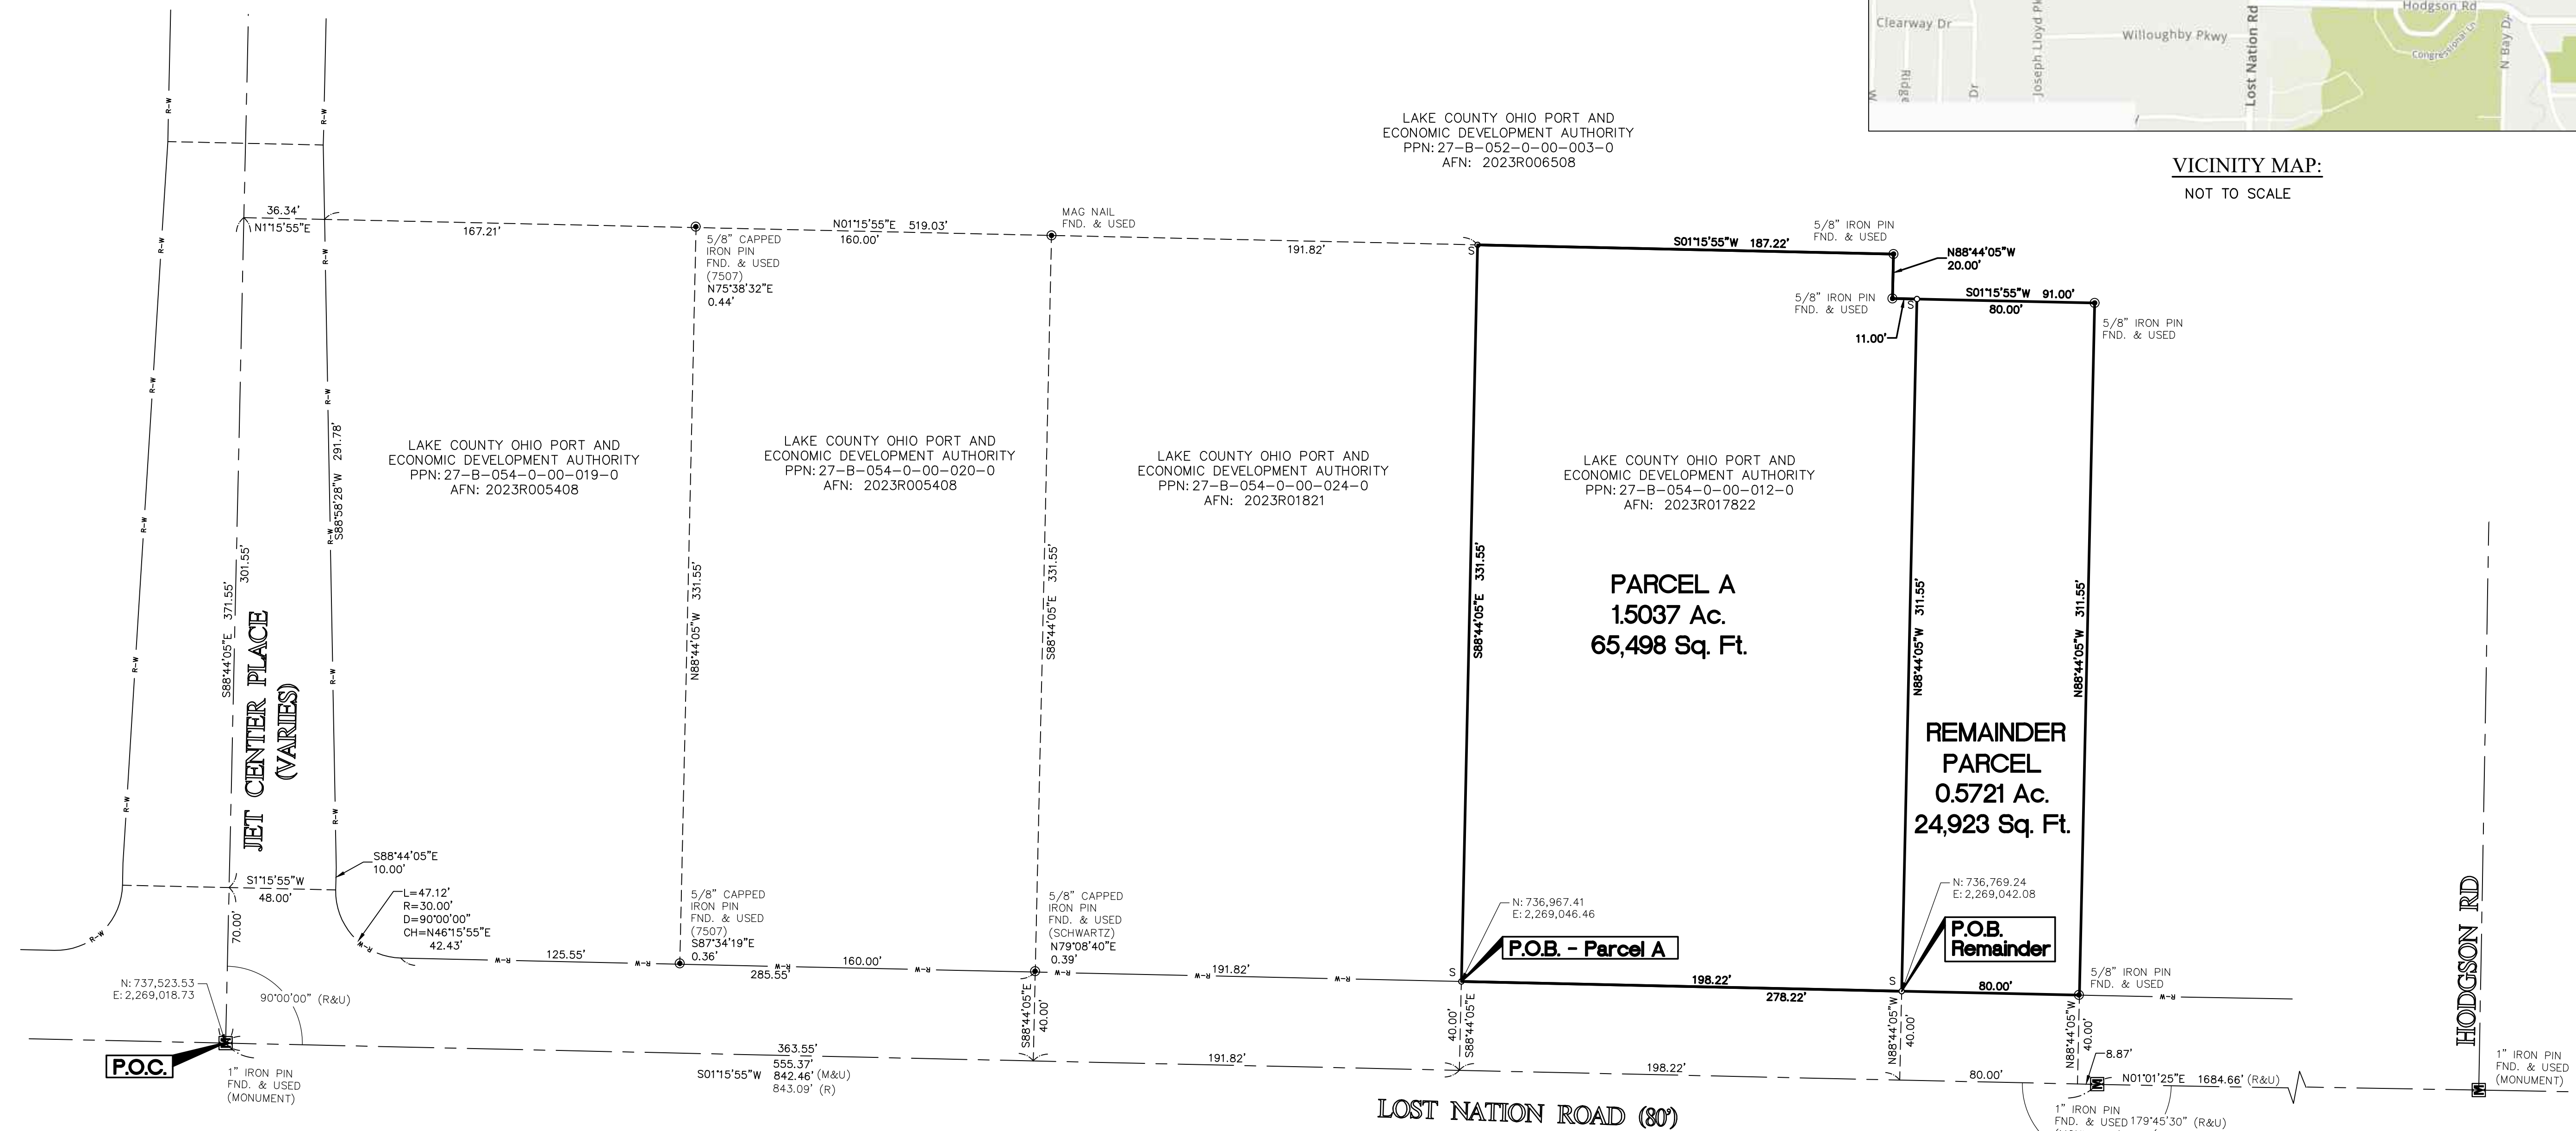 Clearway Dr
Ridge
Dr
Joseph Lloyd Pk
Willoughby Pkwy
Lost Nation Rd
Hodgson Rd
Congressional Ln
N Bay Dr
VICINITY MAP:
NOT TO SCALE
LAKE COUNTY OHIO PORT AND
ECONOMIC DEVELOPMENT AUTHORITY
PPN: 27-B-052-0-00-003-0
AFN: 2023R006508
R-W
R-W
R-W
R-W
R-W
R-W
R-W
R-W
R-W
R-W
R-W
R-W
R-W
36.34'
N1°15'55"E
167.21'
5/8" CAPPED
IRON PIN
FND. & USED
(7507)
N75°38'32"E
0.44'
N01°15'55"E 519.03'
160.00'
MAG NAIL
FND. & USED
191.82'
S
S01°15'55"W 187.22'
5/8" IRON PIN
FND. & USED
N88°44'05"W
20.00'
5/8" IRON PIN
FND. & USED
S
11.00'
S01°15'55"W 91.00'
80.00'
5/8" IRON PIN
FND. & USED
S88°58'28"W 291.78'
301.55'
S88°44'05"E 371.55'
JET CENTER PLACE
(VARIES)
LAKE COUNTY OHIO PORT AND
ECONOMIC DEVELOPMENT AUTHORITY
PPN: 27-B-054-0-00-019-0
AFN: 2023R005408
N88°44'05"W 331.55'
LAKE COUNTY OHIO PORT AND
ECONOMIC DEVELOPMENT AUTHORITY
PPN: 27-B-054-0-00-020-0
AFN: 2023R005408
S88°44'05"E 331.55'
LAKE COUNTY OHIO PORT AND
ECONOMIC DEVELOPMENT AUTHORITY
PPN: 27-B-054-0-00-024-0
AFN: 2023R01821
S88°44'05"E 331.55'
LAKE COUNTY OHIO PORT AND
ECONOMIC DEVELOPMENT AUTHORITY
PPN: 27-B-054-0-00-012-0
AFN: 2023R017822
PARCEL A
1.5037 Ac.
65,498 Sq. Ft.
N88°44'05"W 311.55'
N88°44'05"W 311.55'
REMAINDER
PARCEL
0.5721 Ac.
24,923 Sq. Ft.
S88°44'05"E
10.00'
S1°15'55"W
48.00'
70.00'
L=47.12'
R=30.00'
D=90°00'00"
CH=N46°15'55"E
42.43'
R-W
R-W
R-W
125.55'
R-W
5/8" CAPPED
IRON PIN
FND. & USED
(7507)
S87°34'19"E
0.36'
285.55'
R-W
160.00'
R-W
5/8" CAPPED
IRON PIN
FND. & USED
(SCHWARTZ)
N79°08'40"E
0.39'
R-W
R-W
191.82'
R-W
S
N: 736,967.41
E: 2,269,046.46
P.O.B. - Parcel A
198.22'
278.22'
S
N: 736,769.24
E: 2,269,042.08
P.O.B.
Remainder
80.00'
5/8" IRON PIN
FND. & USED
R-W
N: 737,523.53
E: 2,269,018.73
90°00'00" (R&U)
P.O.C.
M
1" IRON PIN
FND. & USED
(MONUMENT)
363.55'
555.37'
S01°15'55"W 842.46' (M&U)
843.09' (R)
S88°44'05"E
40.00'
191.82'
40.00'
S88°44'05"E
198.22'
N88°44'05"W
40.00'
80.00'
N88°44'05"W
40.00'
8.87'
M
N01°01'25"E 1684.66' (R&U)
1" IRON PIN
FND. & USED
179°45'30" (R&U)
LOST NATION ROAD (80')
HODGSON RD
1" IRON PIN
FND. & USED
(MONUMENT)
M